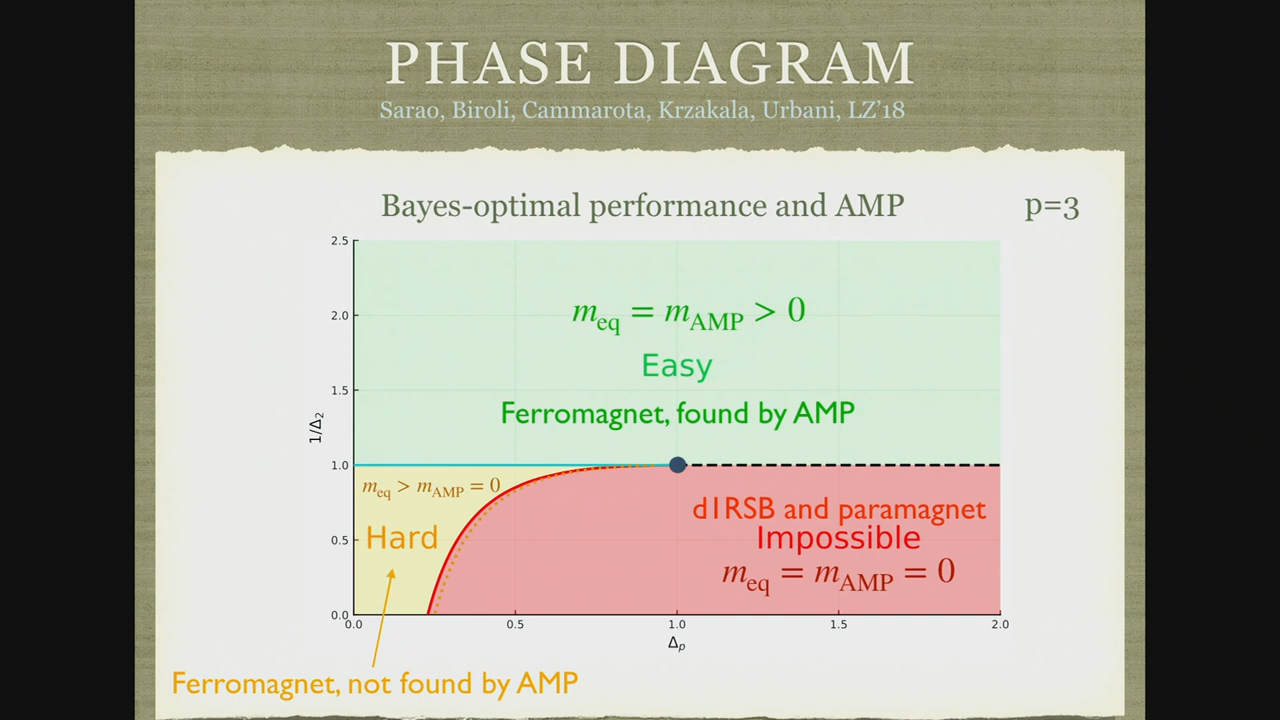 PHASE DIAGRAM
Sarao, Biroli, Cammarota, Krzakala, Urbani, LZ'18
Bayes-optimal performance and AMP
p=3
2.5
2.0
1.5
1.0
0.5
0.0
1/Δ₂
m_eq = m_AMP > 0
Easy
Ferromagnet, found by AMP
m_eq > m_AMP = 0
Hard
d1RSB and paramagnet
Impossible
m_eq = m_AMP = 0
0.0 0.5 1.0 1.5 2.0
Δₚ
Ferromagnet, not found by AMP